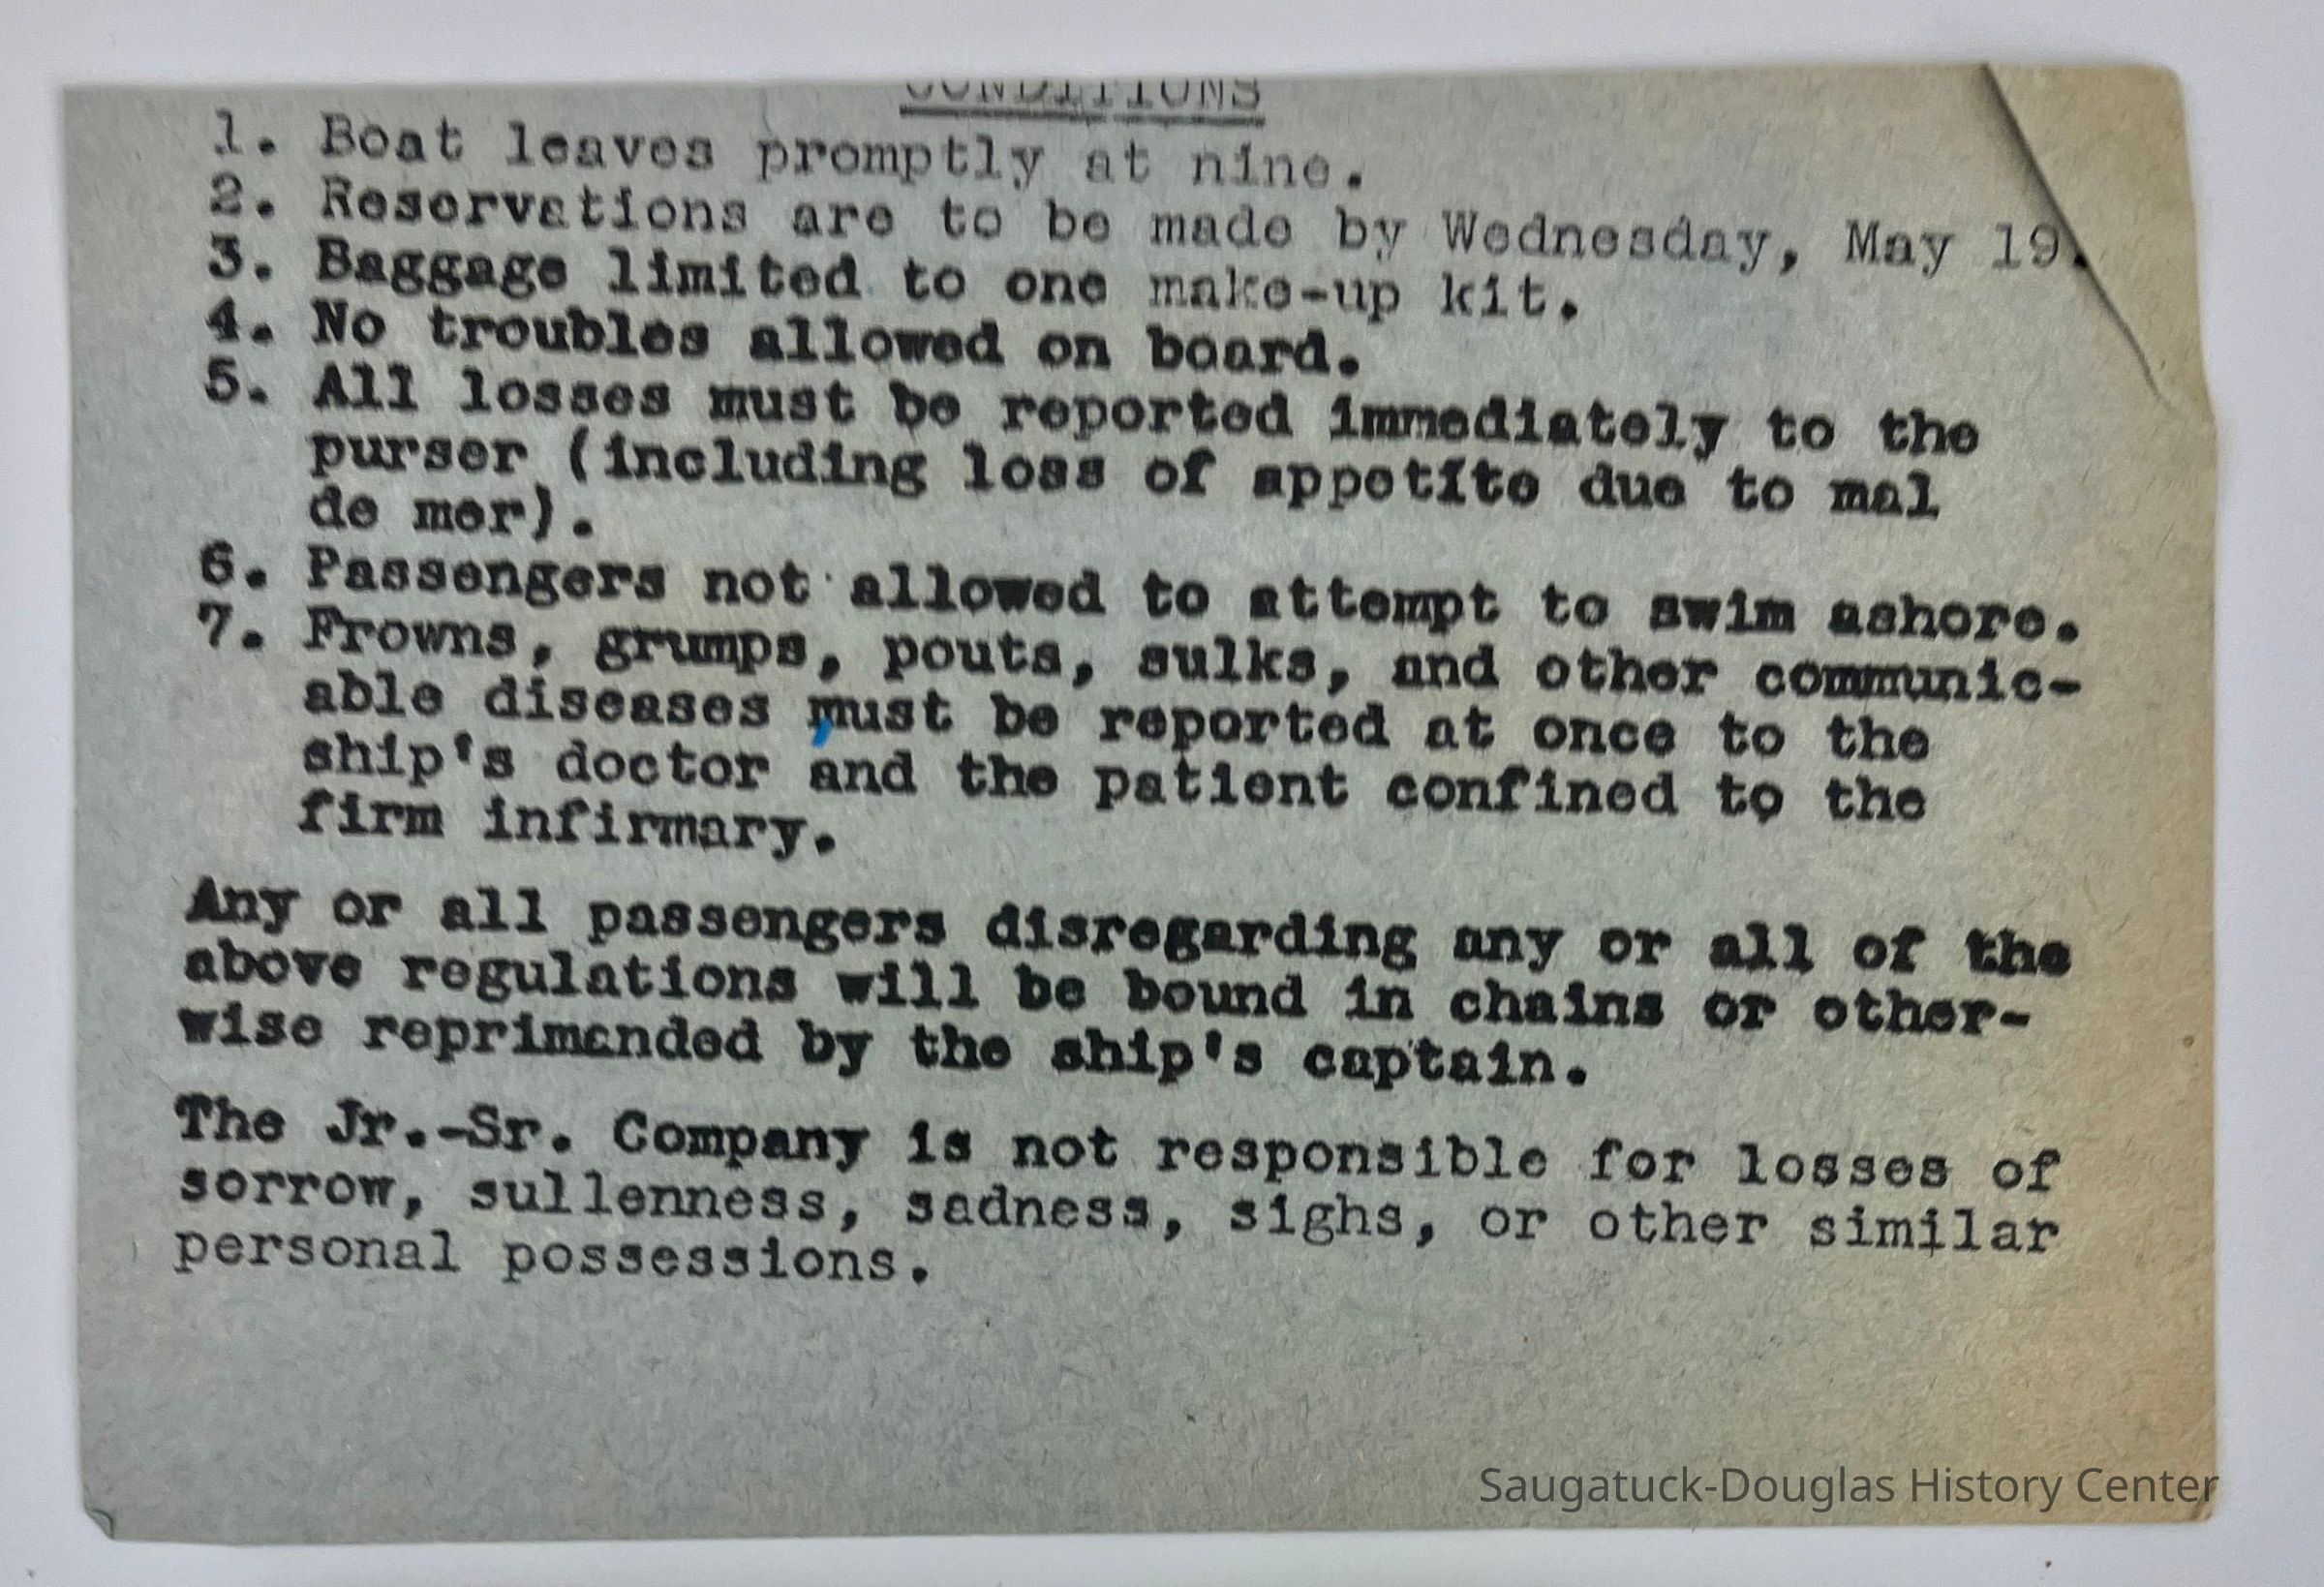 CONDITIONS
1. Boat leaves promptly at nine.
2. Reservations are to be made by Wednesday, May 19.
3. Baggage limited to one make-up kit.
4. No troubles allowed on board.
5. All losses must be reported immediately to the
purser (including loss of appetite due to mal
de mer).
6. Passengers not allowed to attempt to swim ashore.
7. Frowns, grumps, pouts, sulks, and other communic-
able diseases must be reported at once to the
ship's doctor and the patient confined to the
firm infirmary.
Any or all passengers disregarding any or all of the
above regulations will be bound in chains or other-
wise reprimanded by the ship's captain.
The Jr.-Sr. Company is not responsible for losses of
sorrow, sullenness, sadness, sighs, or other similar
personal possessions.
Saugatuck-Douglas History Center